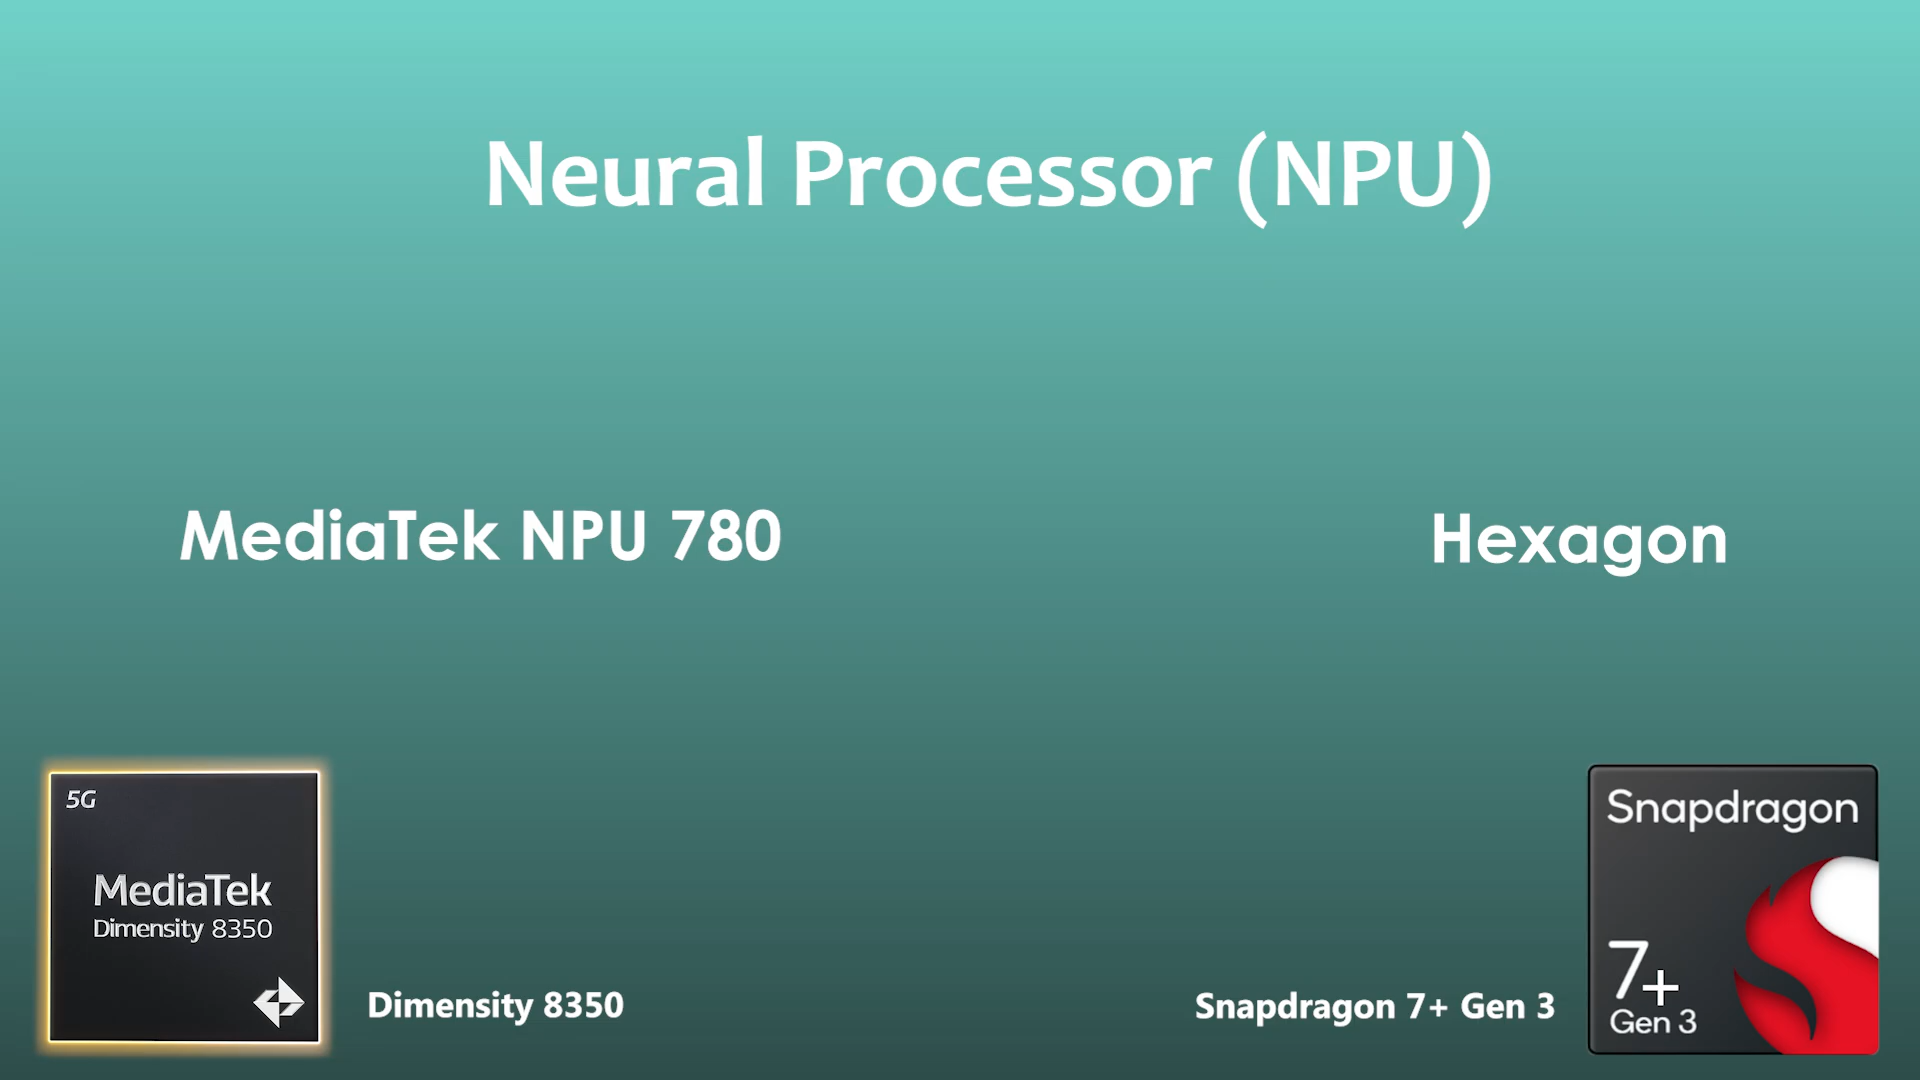 Neural Processor (NPU)
MediaTek NPU 780
Hexagon
5G
MediaTek
Dimensity 8350
Dimensity 8350
Snapdragon 7+ Gen 3
Snapdragon
7+
Gen 3